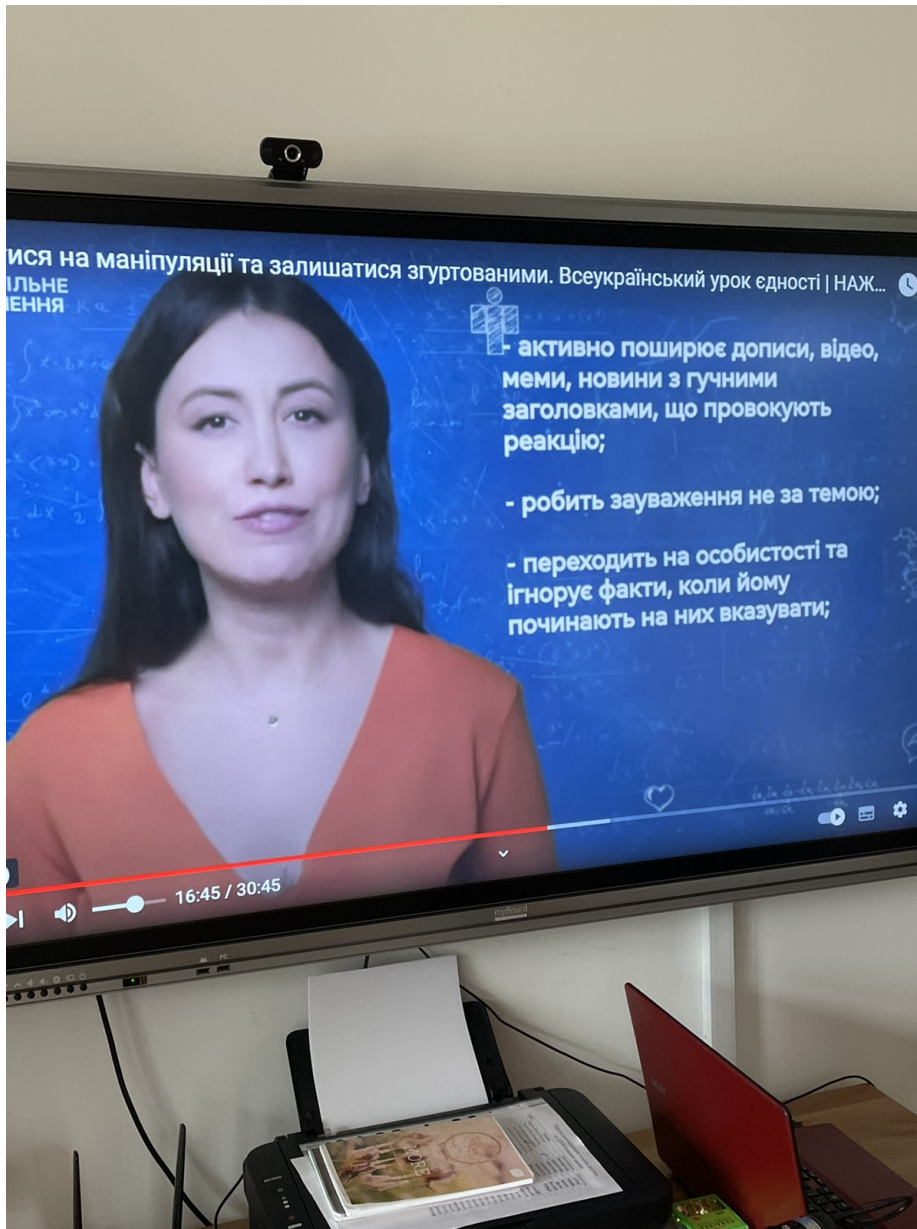 тися на маніпуляції та залишатися згуртованими. Всеукраїнський урок єдності | НАЖ...
- активно поширює дописи, відео,
меми, новини з гучними
заголовками, що провокують
реакцію;
- робить зауваження не за темою;
- переходить на особистості та
ігнорує факти, коли йому
починають на них вказувати;
16:45 / 30:45
myBoard
PC